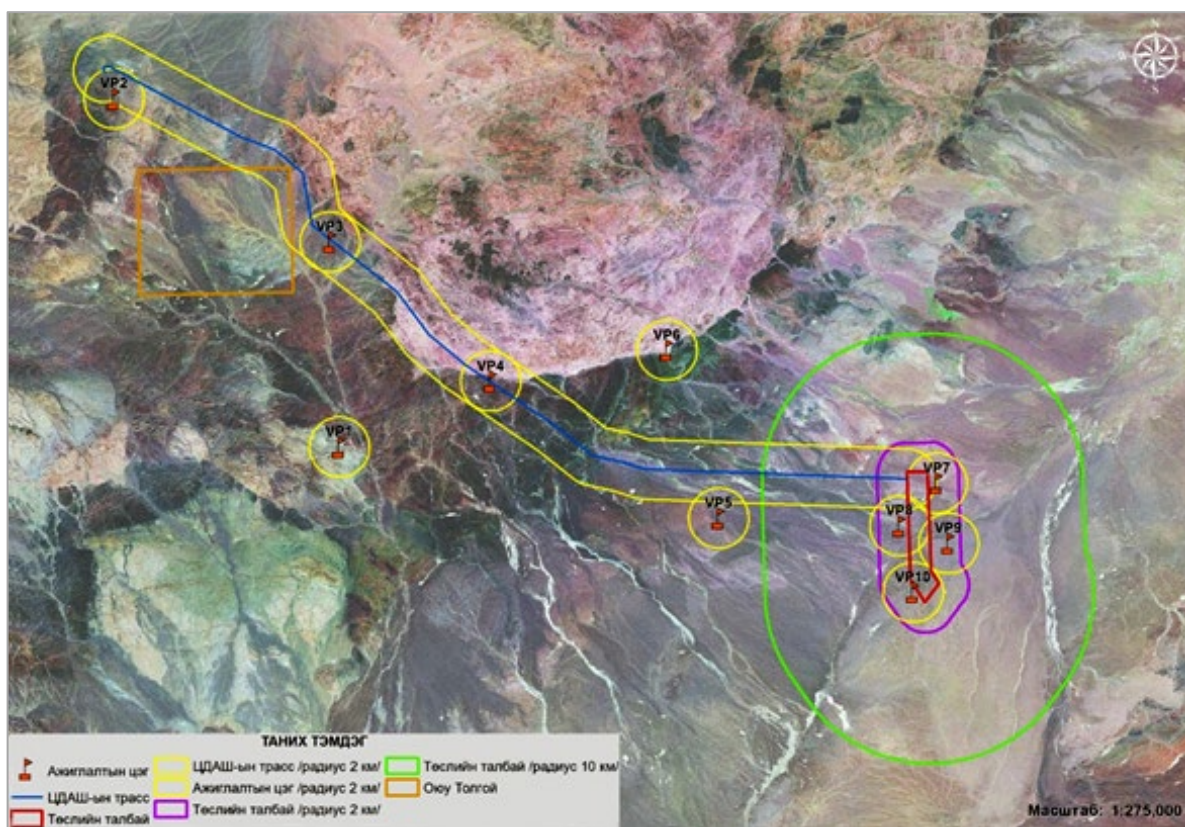 N
VP2
VP3
VP6
VP4
VP1
VP7
VP5
VP8
VP9
VP10
ТАНИХ ТЭМДЭГ
Ажиглалтын цэг
ЦДАШ-ын трасс
Төслийн талбай
ЦДАШ-ын трасс /радиус 2 км/
Ажиглалтын цэг /радиус 2 км/
Төслийн талбай /радиус 2 км/
Төслийн талбай /радиус 10 км/
Оюу Толгой
Масштаб: 1:275,000